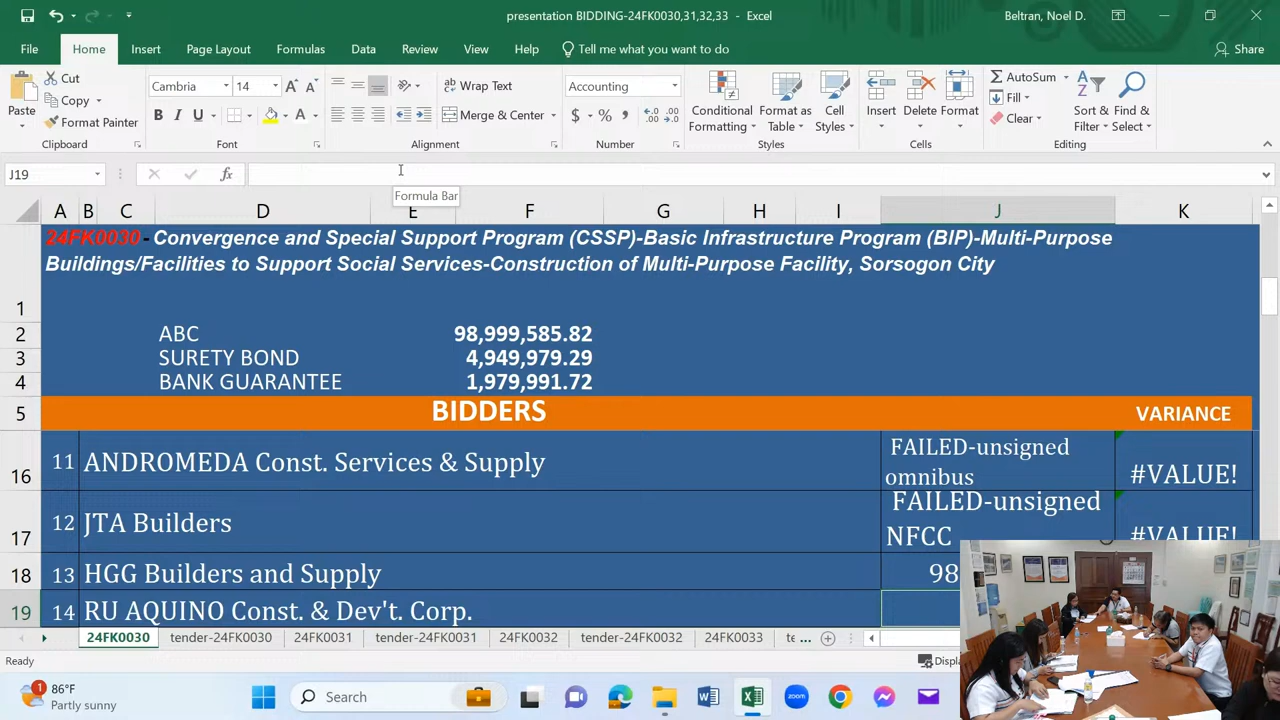 presentation BIDDING-24FK0030,31,32,33 - Excel
Beltran, Noel D.
File Home Insert Page Layout Formulas Data Review View Help Tell me what you want to do Share
Paste
Cut
Copy
Format Painter
Clipboard
Cambria 14
B I U
Font
Wrap Text
Merge & Center
Alignment
Accounting
$ % ,
Number
Conditional Formatting
Format as Table
Cell Styles
Styles
Insert Delete Format
Cells
AutoSum
Fill
Clear
Sort & Filter
Find & Select
Editing
J19
fx
Formula Bar
A B C D E F G H I J K
1 24FK0030 - Convergence and Special Support Program (CSSP)-Basic Infrastructure Program (BIP)-Multi-Purpose
Buildings/Facilities to Support Social Services-Construction of Multi-Purpose Facility, Sorsogon City
2 ABC 98,999,585.82
3 SURETY BOND 4,949,979.29
4 BANK GUARANTEE 1,979,991.72
5 BIDDERS VARIANCE
16 11 ANDROMEDA Const. Services & Supply FAILED-unsigned omnibus #VALUE!
17 12 JTA Builders FAILED-unsigned NFCC #VALUE!
18 13 HGG Builders and Supply 98
19 14 RU AQUINO Const. & Dev't. Corp.
24FK0030 tender-24FK0030 24FK0031 tender-24FK0031 24FK0032 tender-24FK0032 24FK0033 te...
Ready
Displ
1
86°F
Partly sunny
Search
zoom